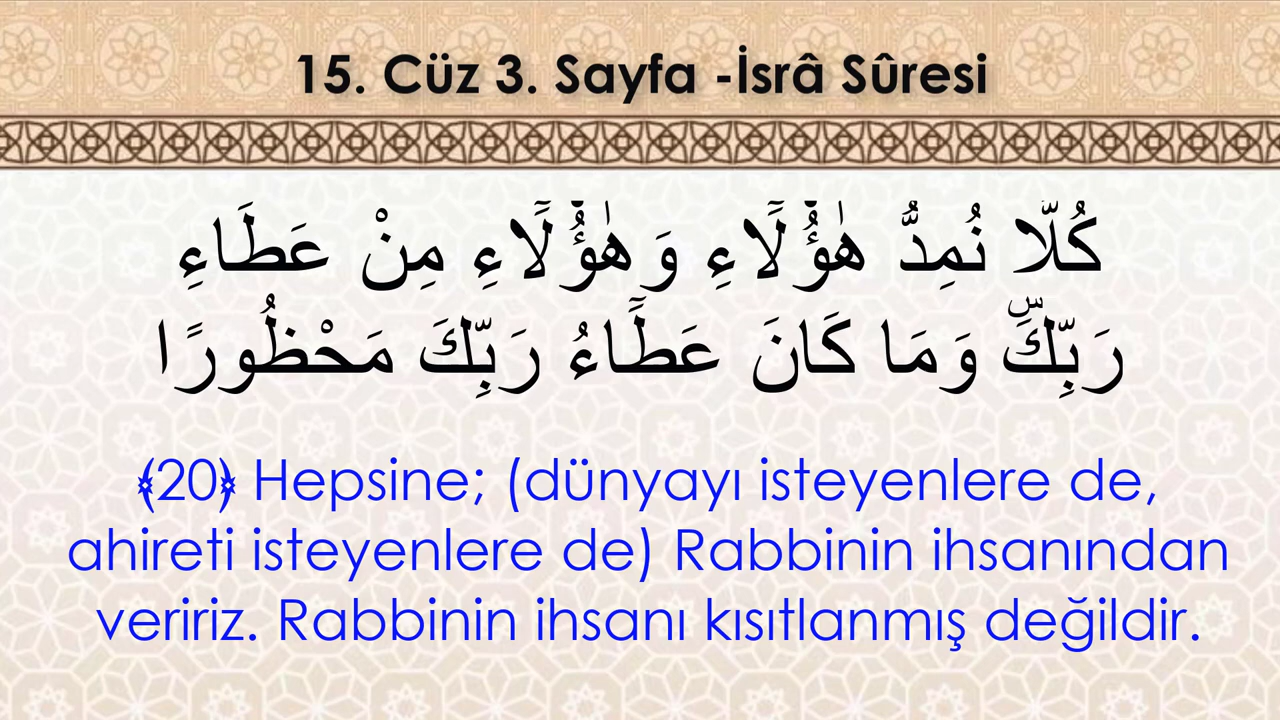 15. Cüz 3. Sayfa -İsrâ Sûresi
كُلًّا نُمِدُّ هٰٓؤُ۬لَٓاءِ وَهٰٓؤُ۬لَٓاءِ مِنْ عَطَاءِ
رَبِّكَۜ وَمَا كَانَ عَطَٓاءُ رَبِّكَ مَحْظُورًا
﴾20﴿ Hepsine; (dünyayı isteyenlere de,
ahireti isteyenlere de) Rabbinin ihsanından
veririz. Rabbinin ihsanı kısıtlanmış değildir.